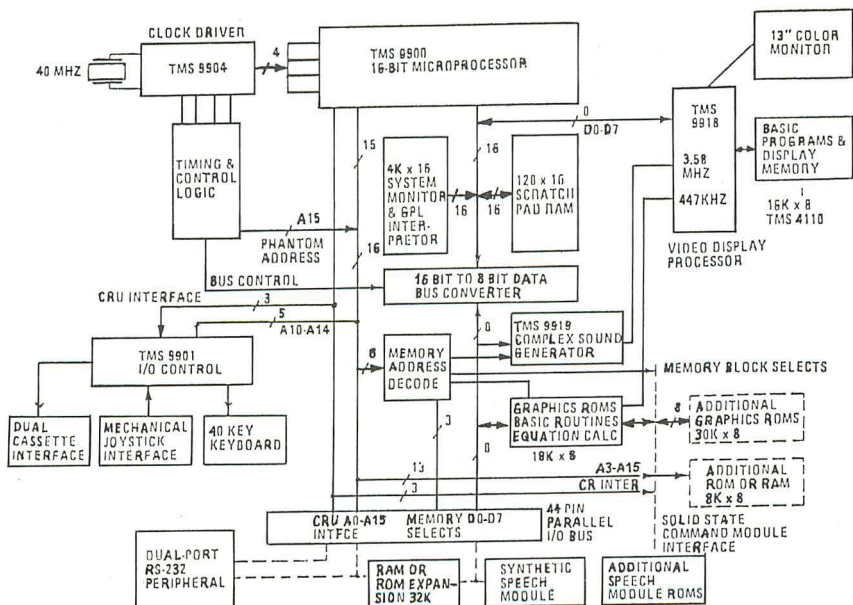 CLOCK DRIVER
40 MHZ
TMS 9904
4
TMS 9900
16-BIT MICROPROCESSOR
13" COLOR
MONITOR
TIMING &
CONTROL
LOGIC
15
16
8
D0-D7
TMS
9918
3.58
MHZ
447KHZ
BASIC
PROGRAMS &
DISPLAY
MEMORY
16K x 8
TMS 4110
VIDEO DISPLAY
PROCESSOR
4K x 16
SYSTEM
MONITOR
& GPL
INTER-
PRETOR
16
16
128 x 16
SCRATCH
PAD RAM
A15
PHANTOM
ADDRESS
16
BUS CONTROL
16 BIT TO 8 BIT DATA
BUS CONVERTER
CRU INTERFACE
3
5
A10-A14
8
TMS 9919
COMPLEX SOUND
GENERATOR
TMS 9901
I/O CONTROL
6
MEMORY
ADDRESS
DECODE
MEMORY BLOCK SELECTS
DUAL
CASSETTE
INTERFACE
MECHANICAL
JOYSTICK
INTERFACE
40 KEY
KEYBOARD
3
8
GRAPHICS ROMS
BASIC ROUTINES
EQUATION CALC
18K x 8
8
ADDITIONAL
GRAPHICS ROMS
30K x 8
13
A3-A15
3
CR INTER
ADDITIONAL
ROM OR RAM
8K x 8
CRU A0-A15
INTFCE
MEMORY D0-D7
SELECTS
44 PIN
PARALLEL
I/O BUS
SOLID STATE
COMMAND MODULE
INTERFACE
DUAL-PORT
RS-232
PERIPHERAL
RAM OR
ROM EXPAN-
SION 32K
SYNTHETIC
SPEECH
MODULE
ADDITIONAL
SPEECH
MODULE ROMS